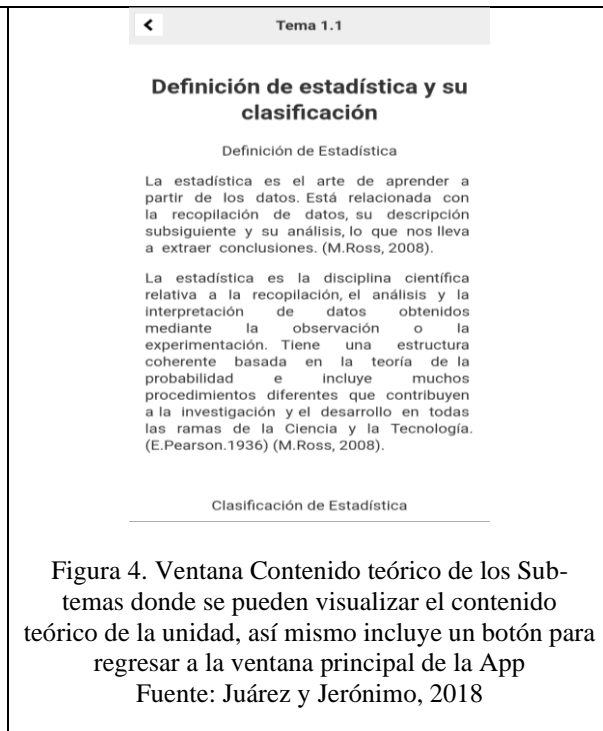 Tema 1.1
Definición de estadística y su
clasificación
Definición de Estadística
La estadística es el arte de aprender a
partir de los datos. Está relacionada con
la recopilación de datos, su descripción
subsiguiente y su análisis, lo que nos lleva
a extraer conclusiones. (M.Ross, 2008).
La estadística es la disciplina científica
relativa a la recopilación, el análisis y la
interpretación de datos obtenidos
mediante la observación o la
experimentación. Tiene una estructura
coherente basada en la teoría de la
probabilidad e incluye muchos
procedimientos diferentes que contribuyen
a la investigación y el desarrollo en todas
las ramas de la Ciencia y la Tecnología.
(E.Pearson.1936) (M.Ross, 2008).
Clasificación de Estadística
Figura 4. Ventana Contenido teórico de los Sub-
temas donde se pueden visualizar el contenido
teórico de la unidad, así mismo incluye un botón para
regresar a la ventana principal de la App
Fuente: Juárez y Jerónimo, 2018